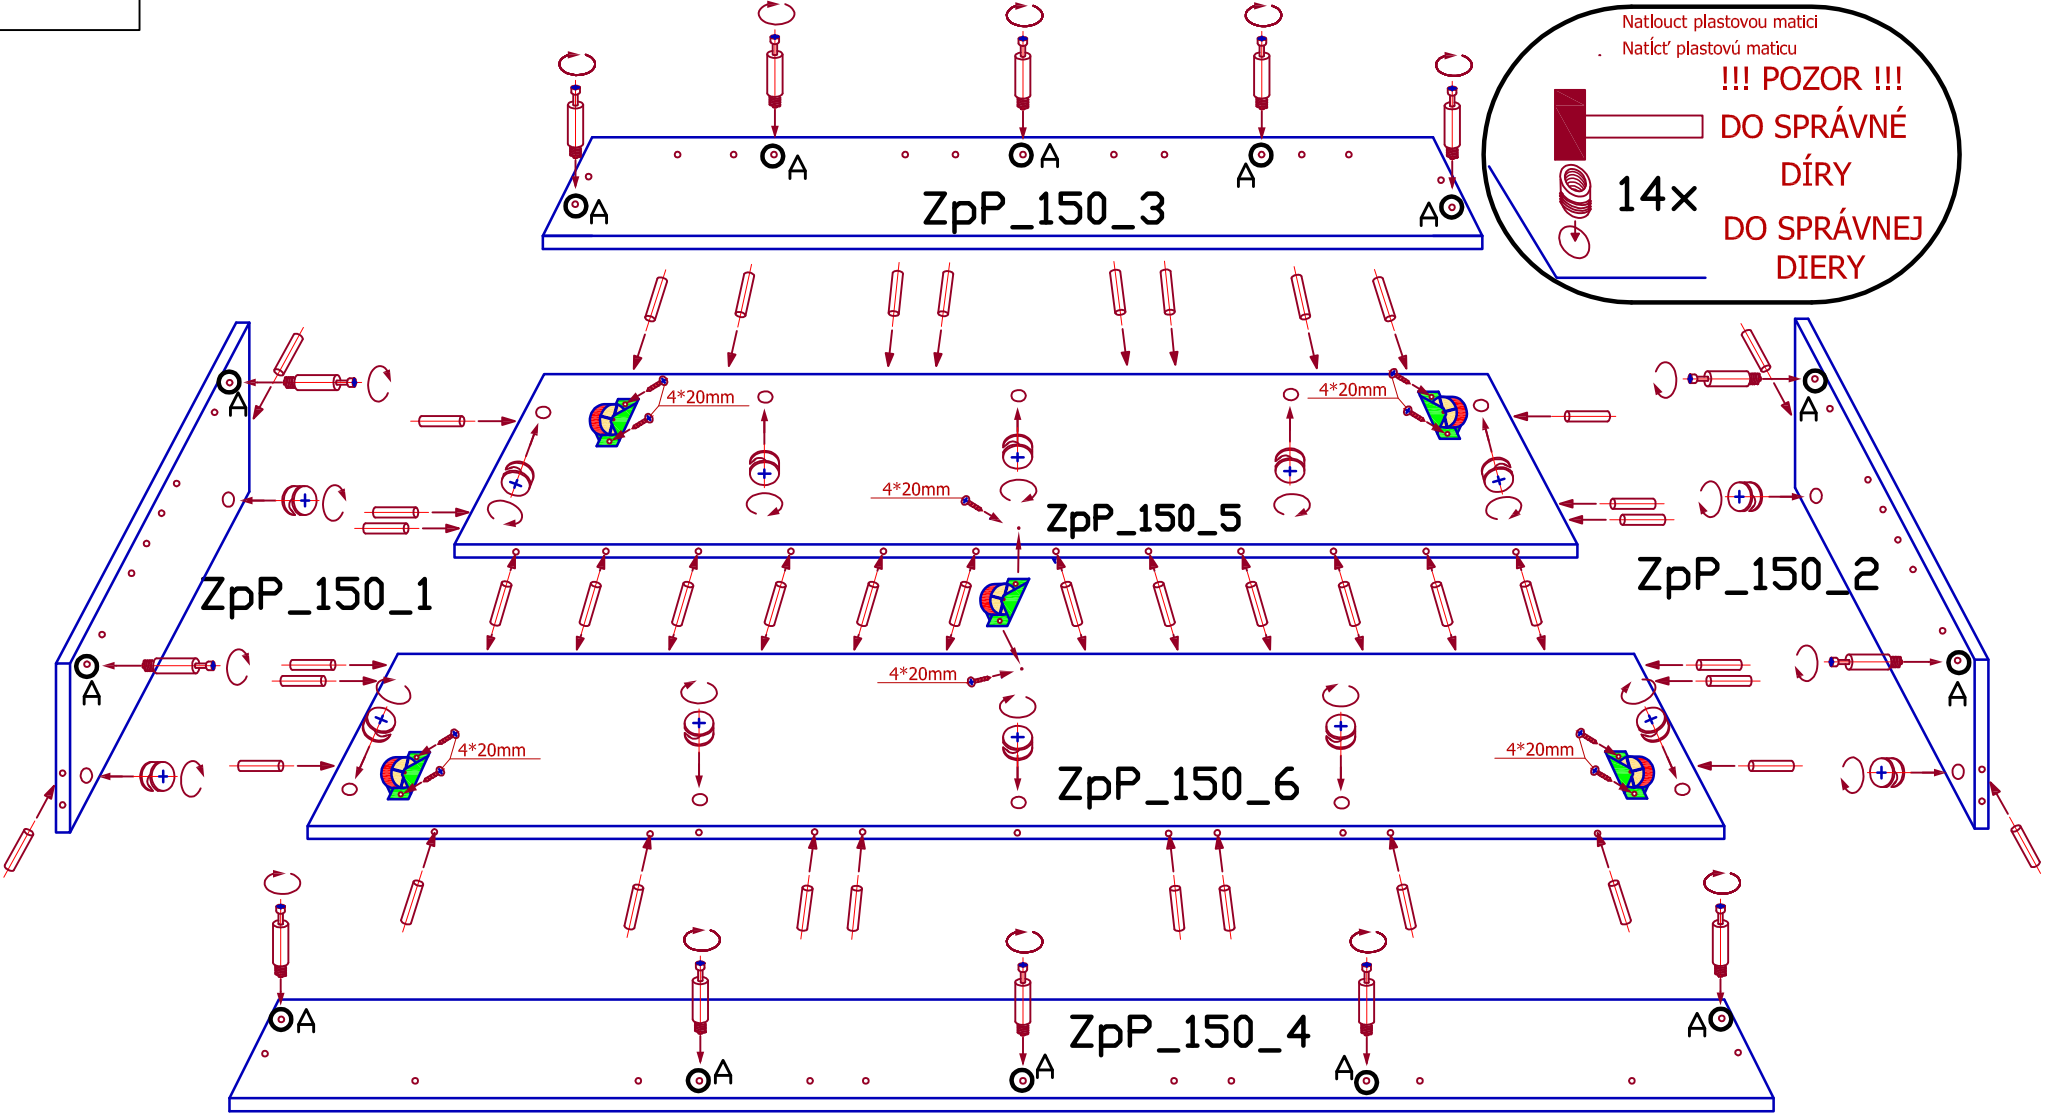 Natlouct plastovou matici
Natĺcť plastovú maticu
!!! POZOR !!!
DO SPRÁVNÉ
DÍRY
14x
DO SPRÁVNEJ
DIERY
A
A
A
A
A
ZpP_150_3
4*20mm
4*20mm
A
A
4*20mm
ZpP_150_5
ZpP_150_1
ZpP_150_2
4*20mm
A
A
4*20mm
4*20mm
ZpP_150_6
A
A
ZpP_150_4
A
A
A